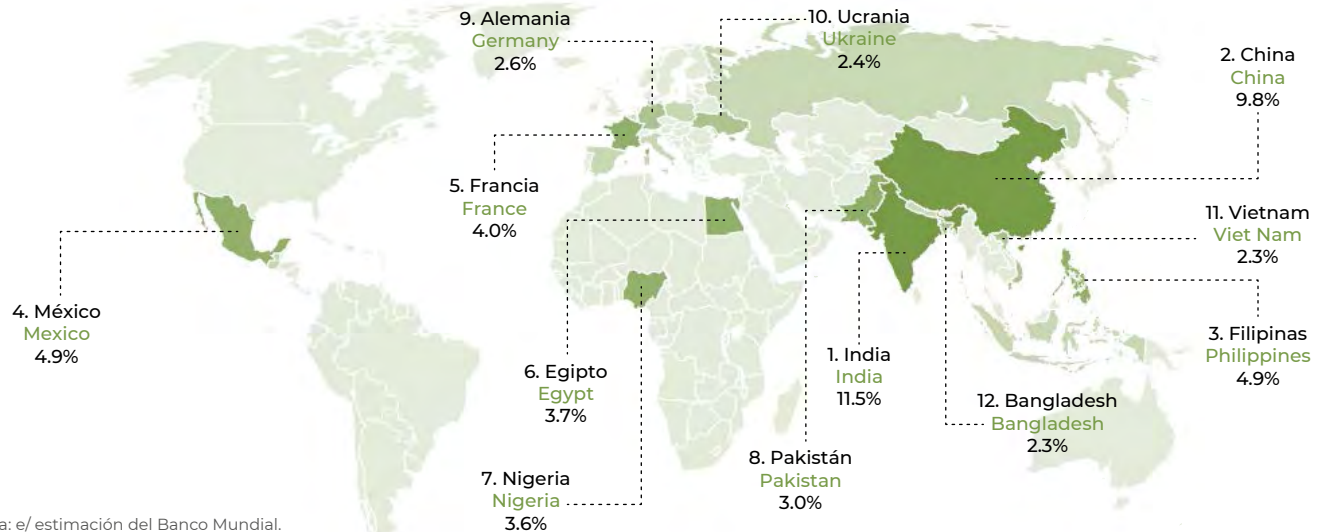 9. Alemania
Germany
2.6%
10. Ucrania
Ukraine
2.4%
2. China
China
9.8%
5. Francia
France
4.0%
11. Vietnam
Viet Nam
2.3%
4. México
Mexico
4.9%
3. Filipinas
Philippines
4.9%
6. Egipto
Egypt
3.7%
1. India
India
11.5%
12. Bangladesh
Bangladesh
2.3%
7. Nigeria
Nigeria
3.6%
8. Pakistán
Pakistan
3.0%
a: e/ estimación del Banco Mundial.